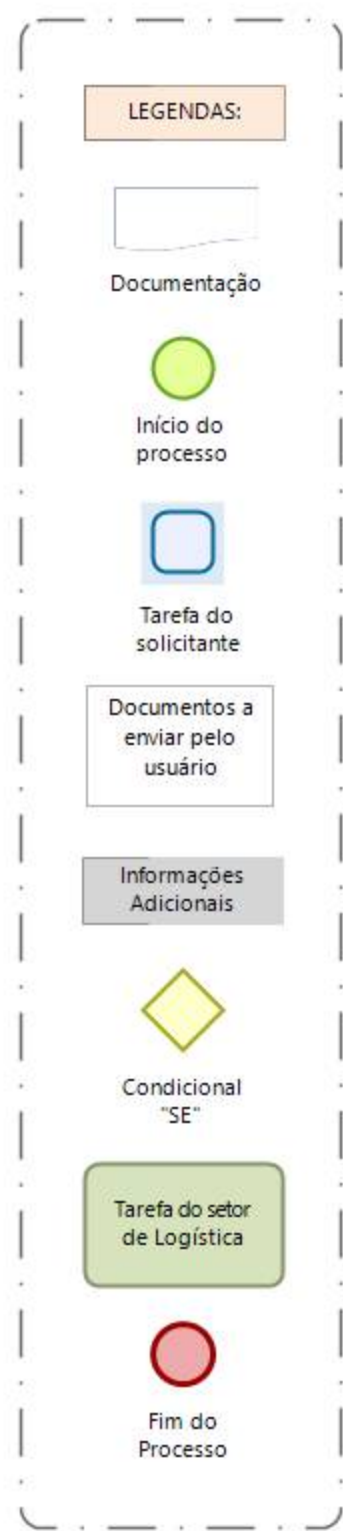 LEGENDAS:
Documentação
Início do
processo
Tarefa do
solicitante
Documentos a
enviar pelo
usuário
Informações
Adicionais
Condicional
"SE"
Tarefa do setor
de Logística
Fim do
Processo